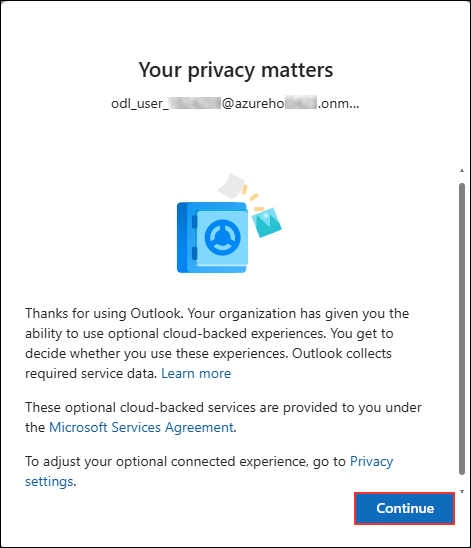 Your privacy matters
odl_user_ @azureho .onm...
Thanks for using Outlook. Your organization has given you the
ability to use optional cloud-backed experiences. You get to
decide whether you use these experiences. Outlook collects
required service data. Learn more
These optional cloud-backed services are provided to you under
the Microsoft Services Agreement.
To adjust your optional connected experience, go to Privacy
settings.
Continue